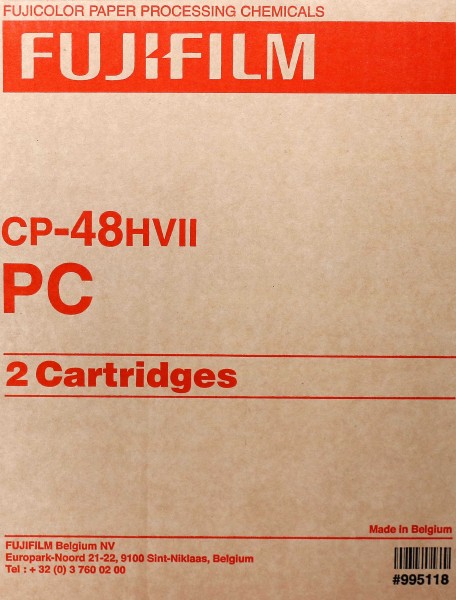 FUJICOLOR PAPER PROCESSING CHEMICALS
FUJIFILM
CP-48HVII
PC
2 Cartridges
Made In Belgium
FUJIFILM Belgium NV
Europark-Noord 21-22, 9100 Sint-Niklaas, Belgium
Tel : + 32 (0) 3 760 02 00
#995118